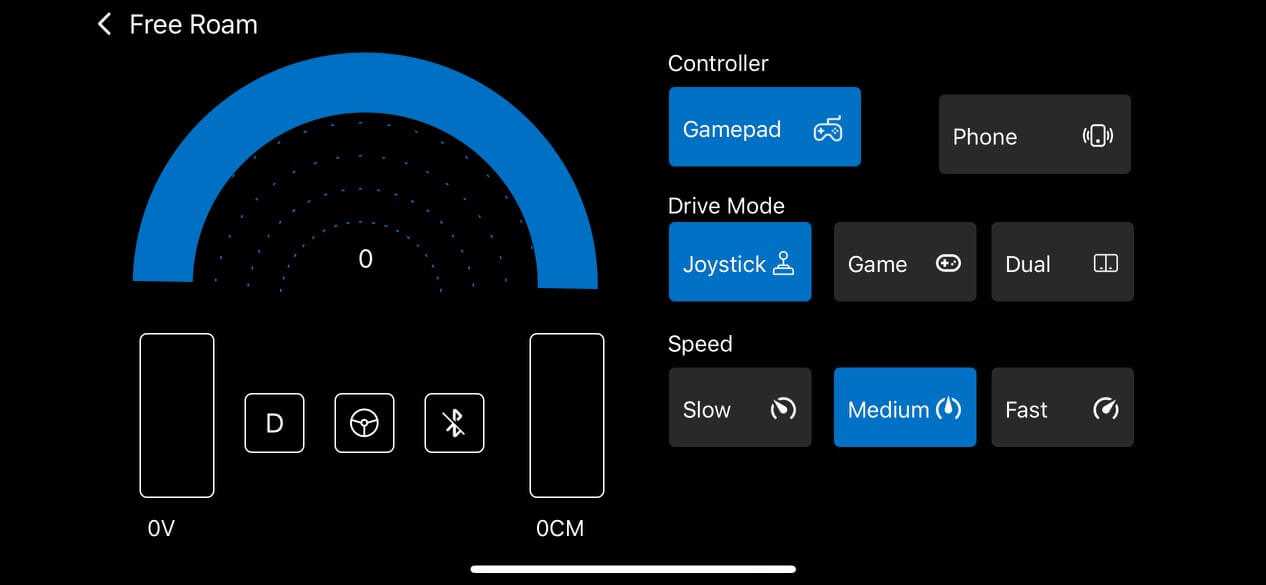 Free Roam
0
D
0V
0CM
Controller
Gamepad
Phone
Drive Mode
Joystick
Game
Dual
Speed
Slow
Medium
Fast